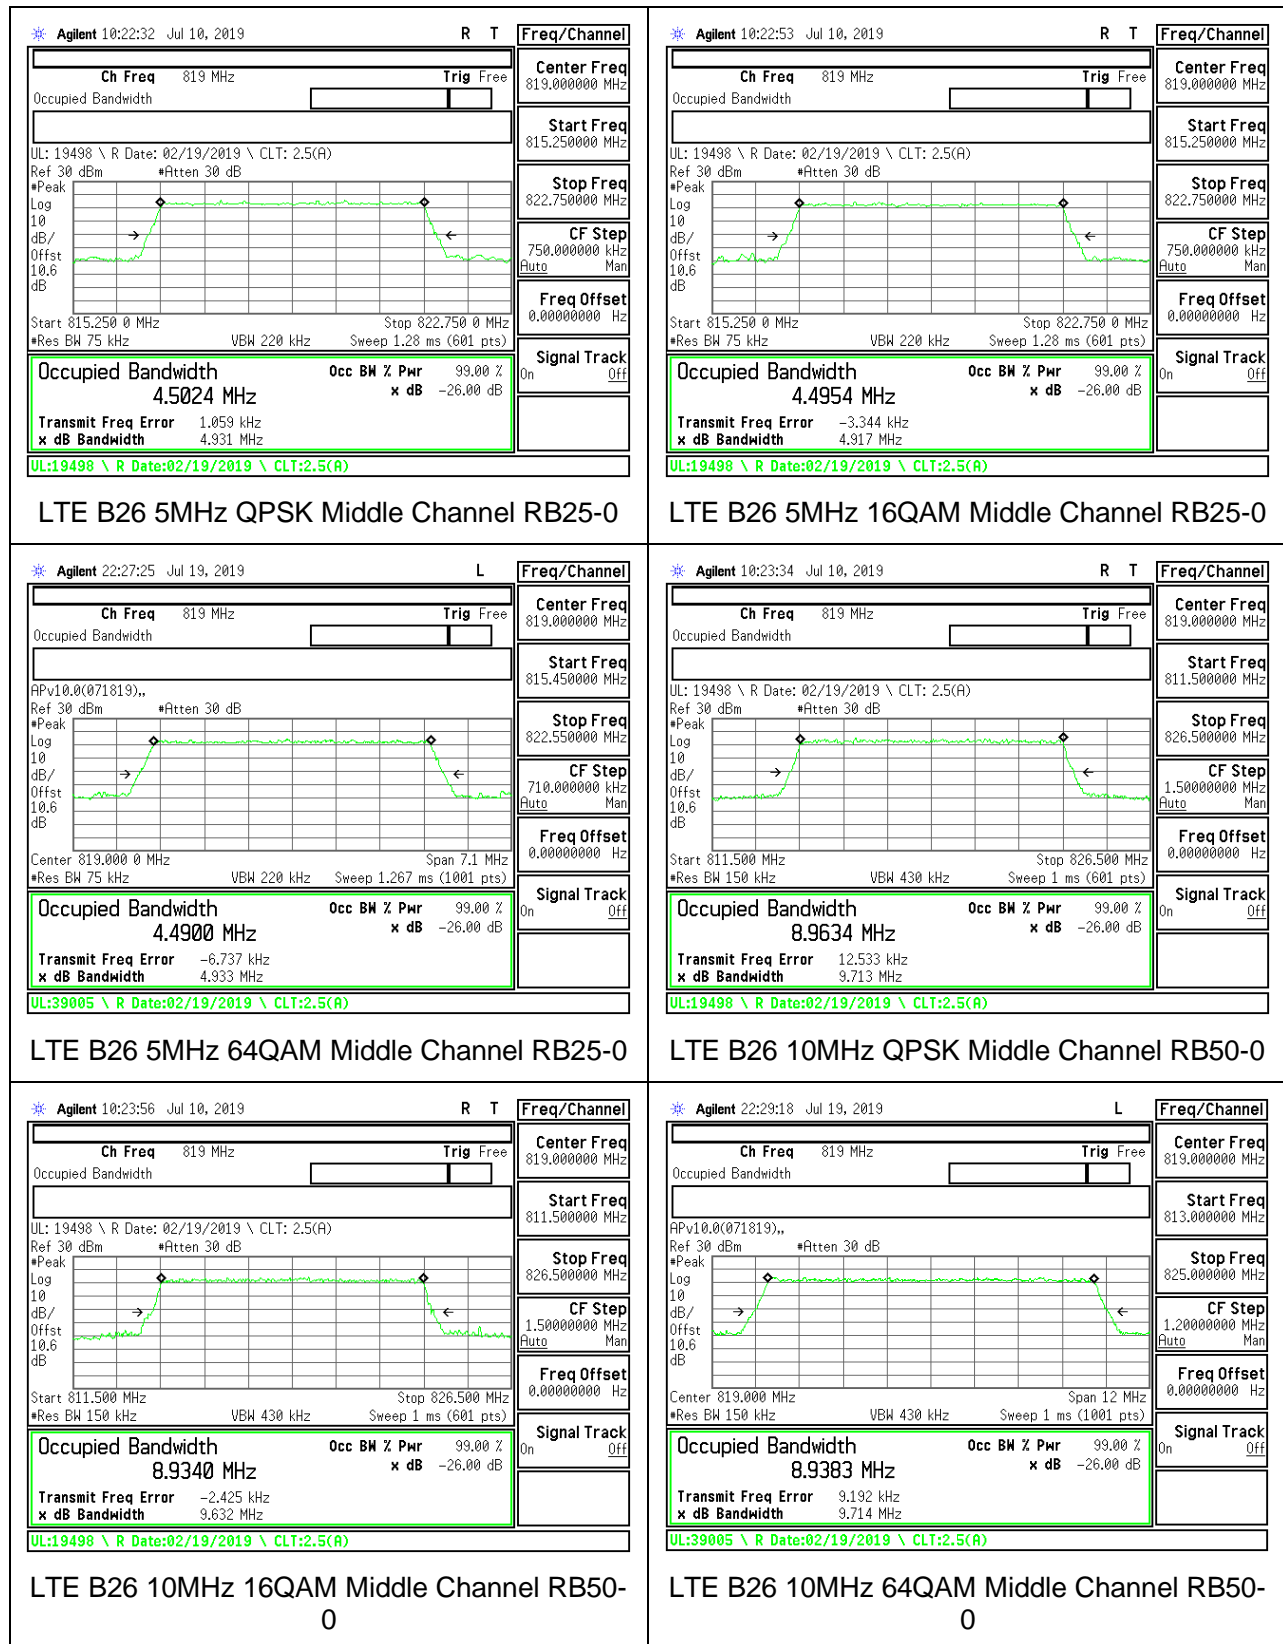 Agilent 10:22:32 Jul 10, 2019 R T Freq/Channel
Ch Freq 819 MHz Trig Free
Occupied Bandwidth
Center Freq
819.000000 MHz
Start Freq
815.250000 MHz
UL: 19498 \ R Date: 02/19/2019 \ CLT: 2.5(A)
Ref 30 dBm #Atten 30 dB
#Peak
Log
10
dB/
Offst
10.6
dB
Stop Freq
822.750000 MHz
CF Step
750.000000 kHz
Auto Man
Freq Offset
0.00000000 Hz
Start 815.250 0 MHz Stop 822.750 0 MHz
#Res BW 75 kHz VBW 220 kHz Sweep 1.28 ms (601 pts)
Signal Track
On Off
Occupied Bandwidth Occ BW % Pwr 99.00 %
4.5024 MHz x dB -26.00 dB
Transmit Freq Error 1.059 kHz
x dB Bandwidth 4.931 MHz
UL:19498 \ R Date:02/19/2019 \ CLT:2.5(A)
LTE B26 5MHz QPSK Middle Channel RB25-0
Agilent 10:22:53 Jul 10, 2019 R T Freq/Channel
Ch Freq 819 MHz Trig Free
Occupied Bandwidth
Center Freq
819.000000 MHz
Start Freq
815.250000 MHz
UL: 19498 \ R Date: 02/19/2019 \ CLT: 2.5(A)
Ref 30 dBm #Atten 30 dB
#Peak
Log
10
dB/
Offst
10.6
dB
Stop Freq
822.750000 MHz
CF Step
750.000000 kHz
Auto Man
Freq Offset
0.00000000 Hz
Start 815.250 0 MHz Stop 822.750 0 MHz
#Res BW 75 kHz VBW 220 kHz Sweep 1.28 ms (601 pts)
Signal Track
On Off
Occupied Bandwidth Occ BW % Pwr 99.00 %
4.4954 MHz x dB -26.00 dB
Transmit Freq Error -3.344 kHz
x dB Bandwidth 4.917 MHz
UL:19498 \ R Date:02/19/2019 \ CLT:2.5(A)
LTE B26 5MHz 16QAM Middle Channel RB25-0
Agilent 22:27:25 Jul 19, 2019 L Freq/Channel
Ch Freq 819 MHz Trig Free
Occupied Bandwidth
Center Freq
819.000000 MHz
Start Freq
815.450000 MHz
APv10.0(071819),,
Ref 30 dBm #Atten 30 dB
#Peak
Log
10
dB/
Offst
10.6
dB
Stop Freq
822.550000 MHz
CF Step
710.000000 kHz
Auto Man
Freq Offset
0.00000000 Hz
Center 819.000 0 MHz Span 7.1 MHz
#Res BW 75 kHz VBW 220 kHz Sweep 1.267 ms (1001 pts)
Signal Track
On Off
Occupied Bandwidth Occ BW % Pwr 99.00 %
4.4900 MHz x dB -26.00 dB
Transmit Freq Error -6.737 kHz
x dB Bandwidth 4.933 MHz
UL:39005 \ R Date:02/19/2019 \ CLT:2.5(A)
LTE B26 5MHz 64QAM Middle Channel RB25-0
Agilent 10:23:34 Jul 10, 2019 R T Freq/Channel
Ch Freq 819 MHz Trig Free
Occupied Bandwidth
Center Freq
819.000000 MHz
Start Freq
811.500000 MHz
UL: 19498 \ R Date: 02/19/2019 \ CLT: 2.5(A)
Ref 30 dBm #Atten 30 dB
#Peak
Log
10
dB/
Offst
10.6
dB
Stop Freq
826.500000 MHz
CF Step
1.50000000 MHz
Auto Man
Freq Offset
0.00000000 Hz
Start 811.500 MHz Stop 826.500 MHz
#Res BW 150 kHz VBW 430 kHz Sweep 1 ms (601 pts)
Signal Track
On Off
Occupied Bandwidth Occ BW % Pwr 99.00 %
8.9634 MHz x dB -26.00 dB
Transmit Freq Error 12.533 kHz
x dB Bandwidth 9.713 MHz
UL:19498 \ R Date:02/19/2019 \ CLT:2.5(A)
LTE B26 10MHz QPSK Middle Channel RB50-0
Agilent 10:23:56 Jul 10, 2019 R T Freq/Channel
Ch Freq 819 MHz Trig Free
Occupied Bandwidth
Center Freq
819.000000 MHz
Start Freq
811.500000 MHz
UL: 19498 \ R Date: 02/19/2019 \ CLT: 2.5(A)
Ref 30 dBm #Atten 30 dB
#Peak
Log
10
dB/
Offst
10.6
dB
Stop Freq
826.500000 MHz
CF Step
1.50000000 MHz
Auto Man
Freq Offset
0.00000000 Hz
Start 811.500 MHz Stop 826.500 MHz
#Res BW 150 kHz VBW 430 kHz Sweep 1 ms (601 pts)
Signal Track
On Off
Occupied Bandwidth Occ BW % Pwr 99.00 %
8.9340 MHz x dB -26.00 dB
Transmit Freq Error -2.425 kHz
x dB Bandwidth 9.632 MHz
UL:19498 \ R Date:02/19/2019 \ CLT:2.5(A)
LTE B26 10MHz 16QAM Middle Channel RB50-
0
Agilent 22:29:18 Jul 19, 2019 L Freq/Channel
Ch Freq 819 MHz Trig Free
Occupied Bandwidth
Center Freq
819.000000 MHz
Start Freq
813.000000 MHz
APv10.0(071819),,
Ref 30 dBm #Atten 30 dB
#Peak
Log
10
dB/
Offst
10.6
dB
Stop Freq
825.000000 MHz
CF Step
1.20000000 MHz
Auto Man
Freq Offset
0.00000000 Hz
Center 819.000 MHz Span 12 MHz
#Res BW 150 kHz VBW 430 kHz Sweep 1 ms (1001 pts)
Signal Track
On Off
Occupied Bandwidth Occ BW % Pwr 99.00 %
8.9383 MHz x dB -26.00 dB
Transmit Freq Error 9.192 kHz
x dB Bandwidth 9.714 MHz
UL:39005 \ R Date:02/19/2019 \ CLT:2.5(A)
LTE B26 10MHz 64QAM Middle Channel RB50-
0